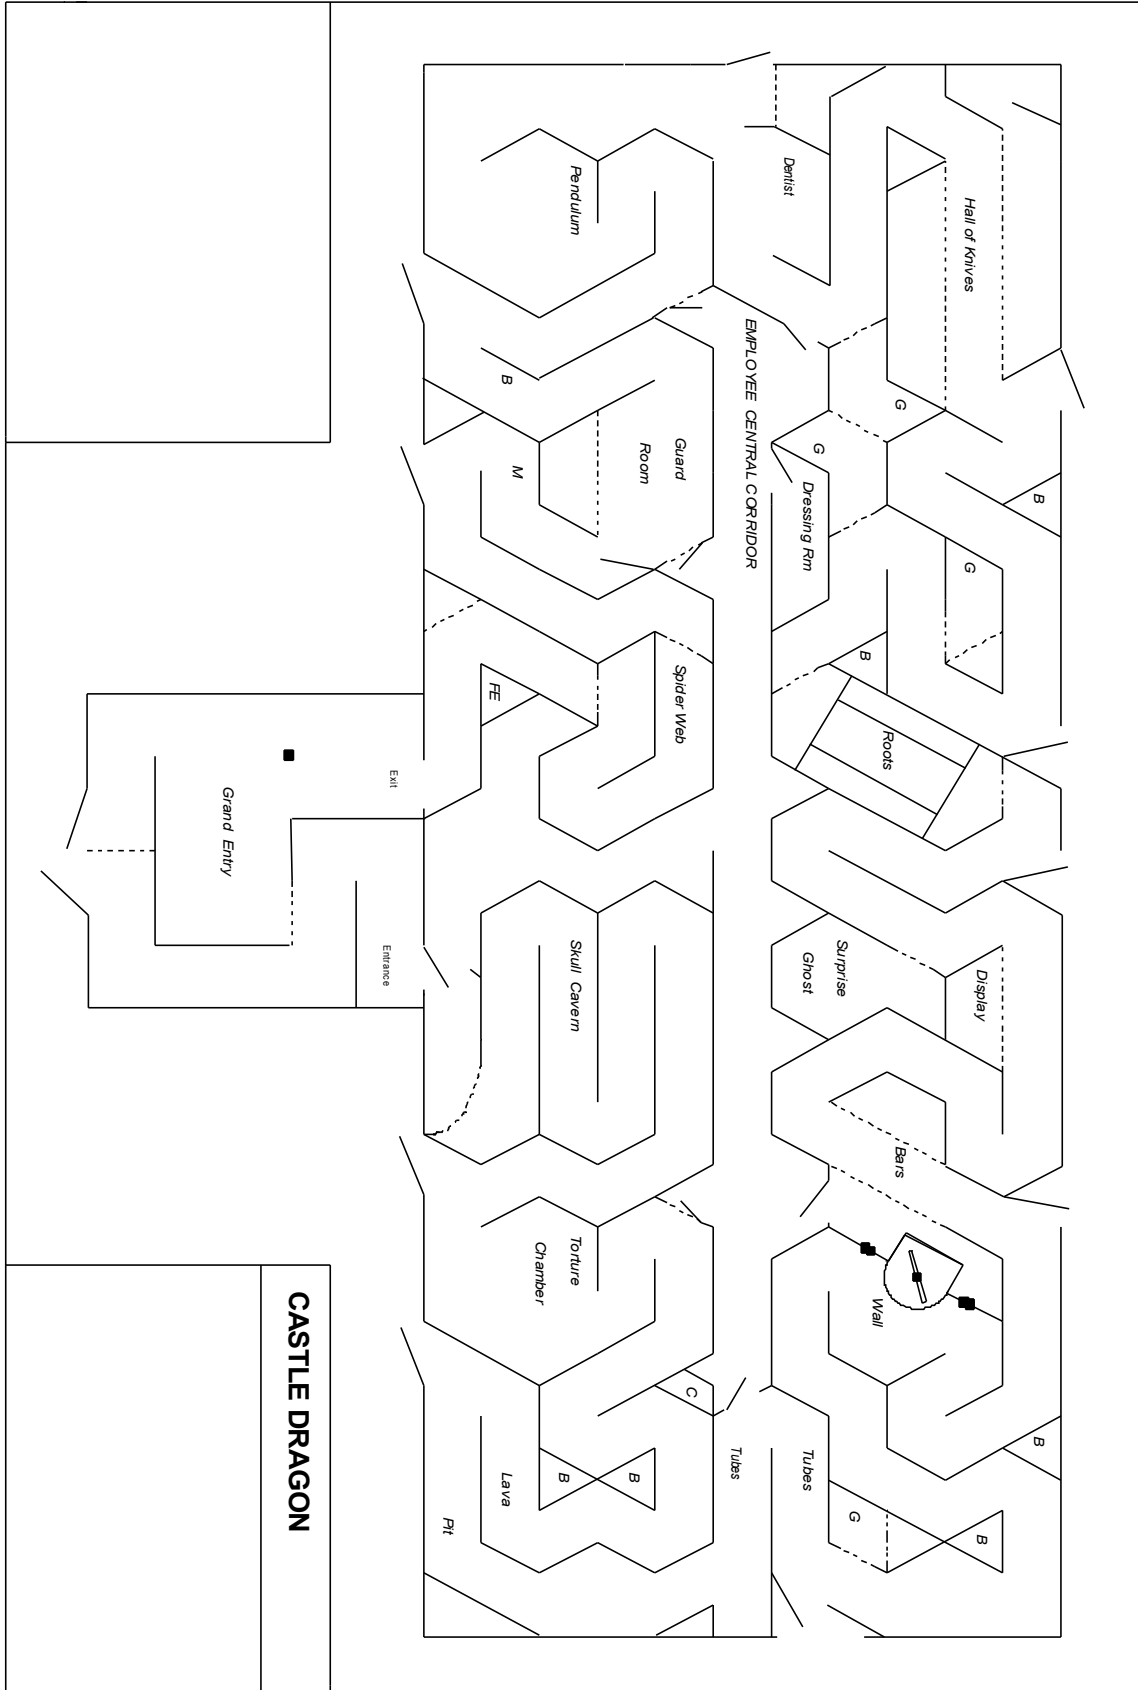 CASTLE DRAGON
Hall of Knives
Dentist
Pendulum
EMPLOYEE CENTRAL CORRIDOR
G
G
B
B
Guard
Room
M
Dressing Rm
G
B
Spider Web
FE
Roots
Exit
Grand Entry
Entrance
Skull Cavern
Surprise
Ghost
Display
Bars
Torture
Chamber
Wall
C
Tubes
Tubes
B
B
B
Lava
Pit
G
B